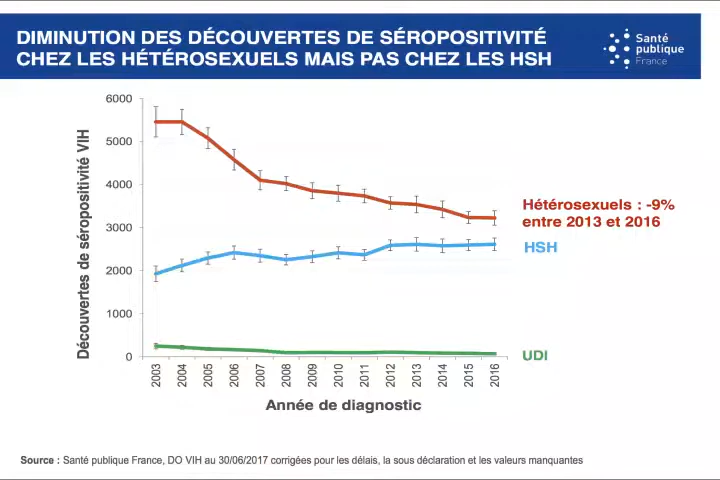 DIMINUTION DES DÉCOUVERTES DE SÉROPOSITIVITÉ
CHEZ LES HÉTÉROSEXUELS MAIS PAS CHEZ LES HSH
Santé
publique
France
Découvertes de séropositivité VIH
6000
5000
4000
3000
2000
1000
0
2003
2004
2005
2006
2007
2008
2009
2010
2011
2012
2013
2014
2015
2016
Hétérosexuels : -9%
entre 2013 et 2016
HSH
UDI
Année de diagnostic
Source : Santé publique France, DO VIH au 30/06/2017 corrigées pour les délais, la sous déclaration et les valeurs manquantes